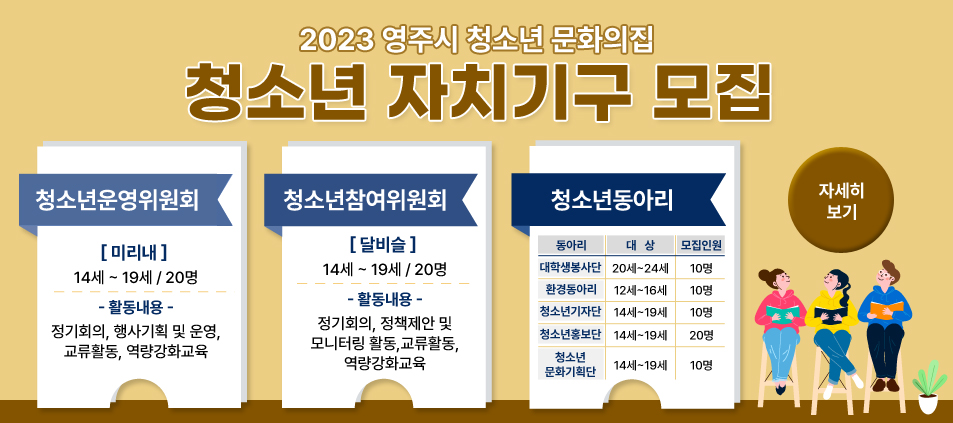 2023 영주시 청소년 문화의집
청소년 자치기구 모집
청소년운영위원회
[ 미리내 ]
14세 ~ 19세 / 20명
- 활동내용 -
정기회의, 행사기획 및 운영,
교류활동, 역량강화교육
청소년참여위원회
[ 달비슬 ]
14세 ~ 19세 / 20명
- 활동내용 -
정기회의, 정책제안 및
모니터링 활동,교류활동,
역량강화교육
청소년동아리
동아리 대 상 모집인원
대학생봉사단 20세~24세 10명
환경동아리 12세~16세 10명
청소년기자단 14세~19세 10명
청소년홍보단 14세~19세 20명
청소년
문화기획단 14세~19세 10명
자세히
보기